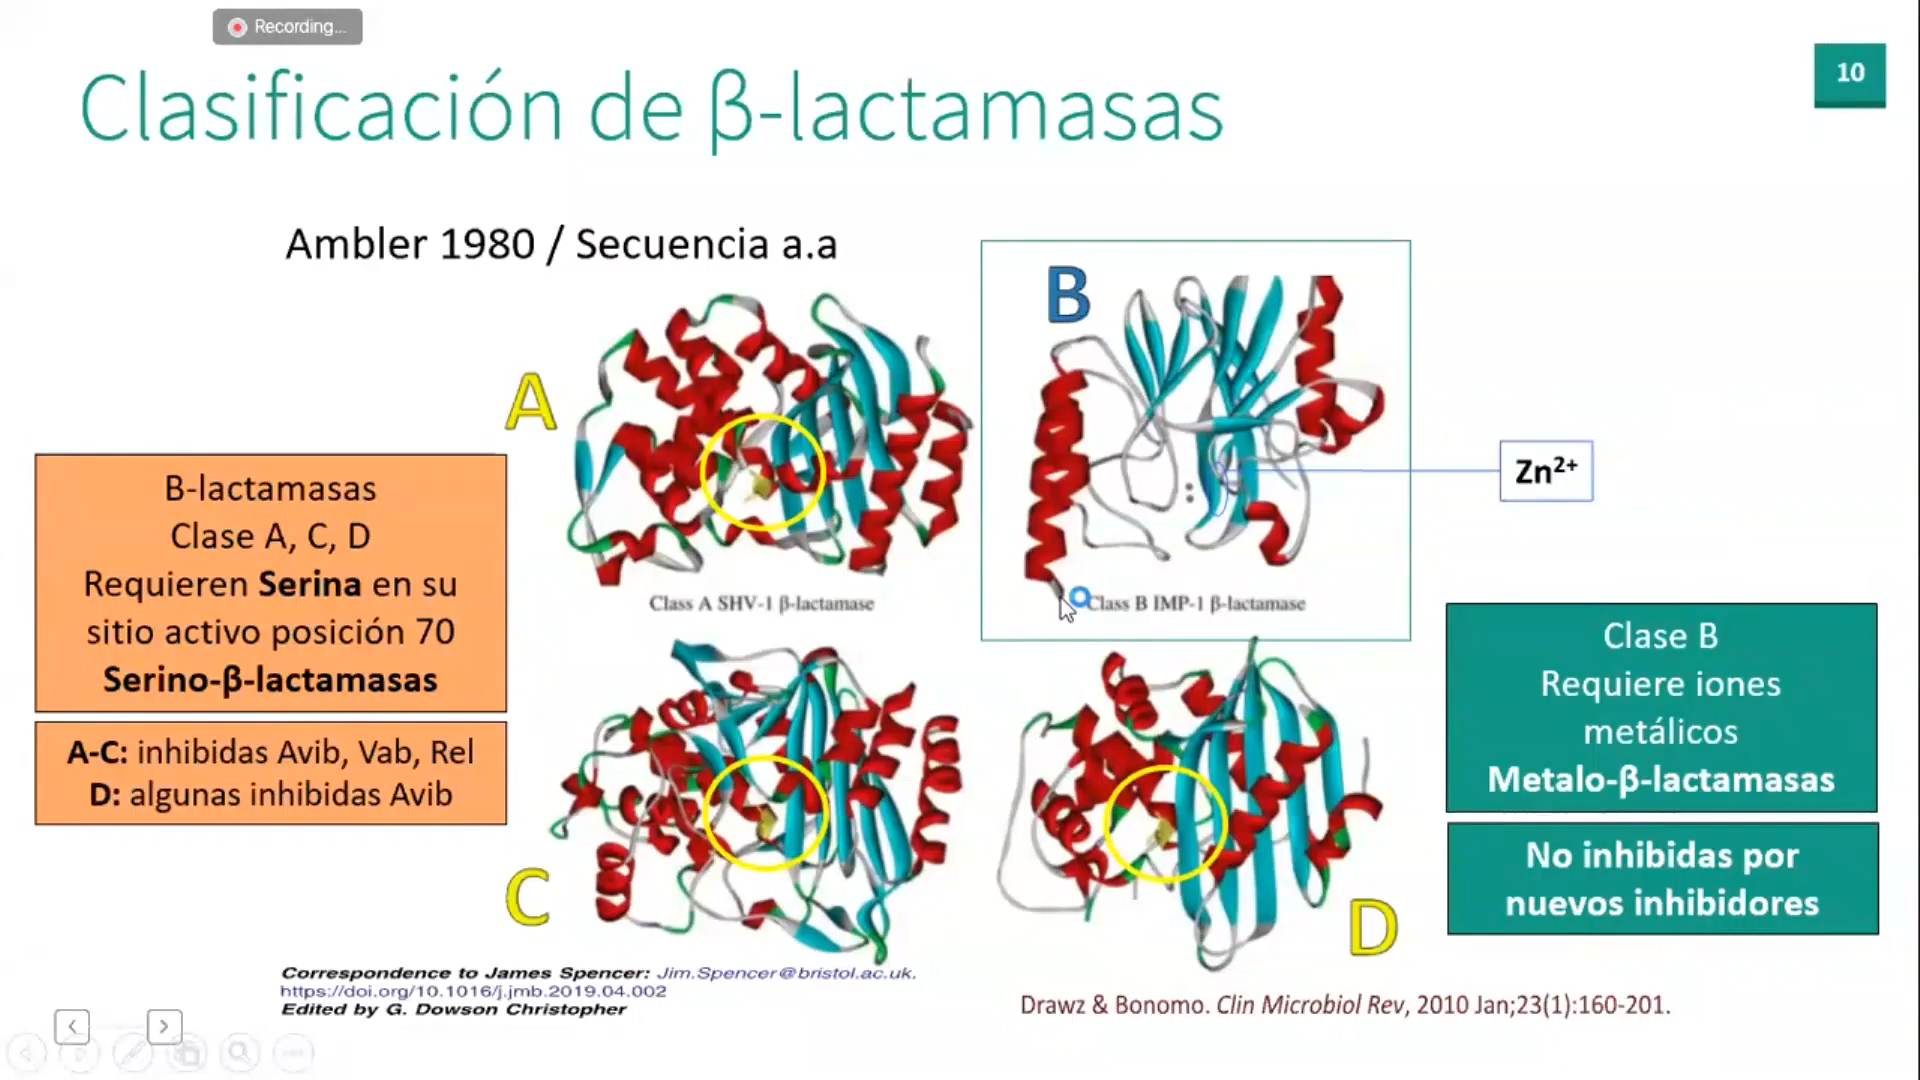 Recording...
Clasificación de β-lactamasas
10
Ambler 1980 / Secuencia a.a
A
B
Zn²⁺
B-lactamasas
Clase A, C, D
Requieren Serina en su
sitio activo posición 70
Serino-β-lactamasas
Class A SHV-1 β-lactamase
Class B IMP-1 β-lactamase
A-C: inhibidas Avib, Vab, Rel
D: algunas inhibidas Avib
Clase B
Requiere iones
metálicos
Metalo-β-lactamasas
No inhibidas por
nuevos inhibidores
C
D
Correspondence to James Spencer: Jim.Spencer@bristol.ac.uk.
https://doi.org/10.1016/j.jmb.2019.04.002
Edited by G. Dowson Christopher
Drawz & Bonomo. Clin Microbiol Rev, 2010 Jan;23(1):160-201.